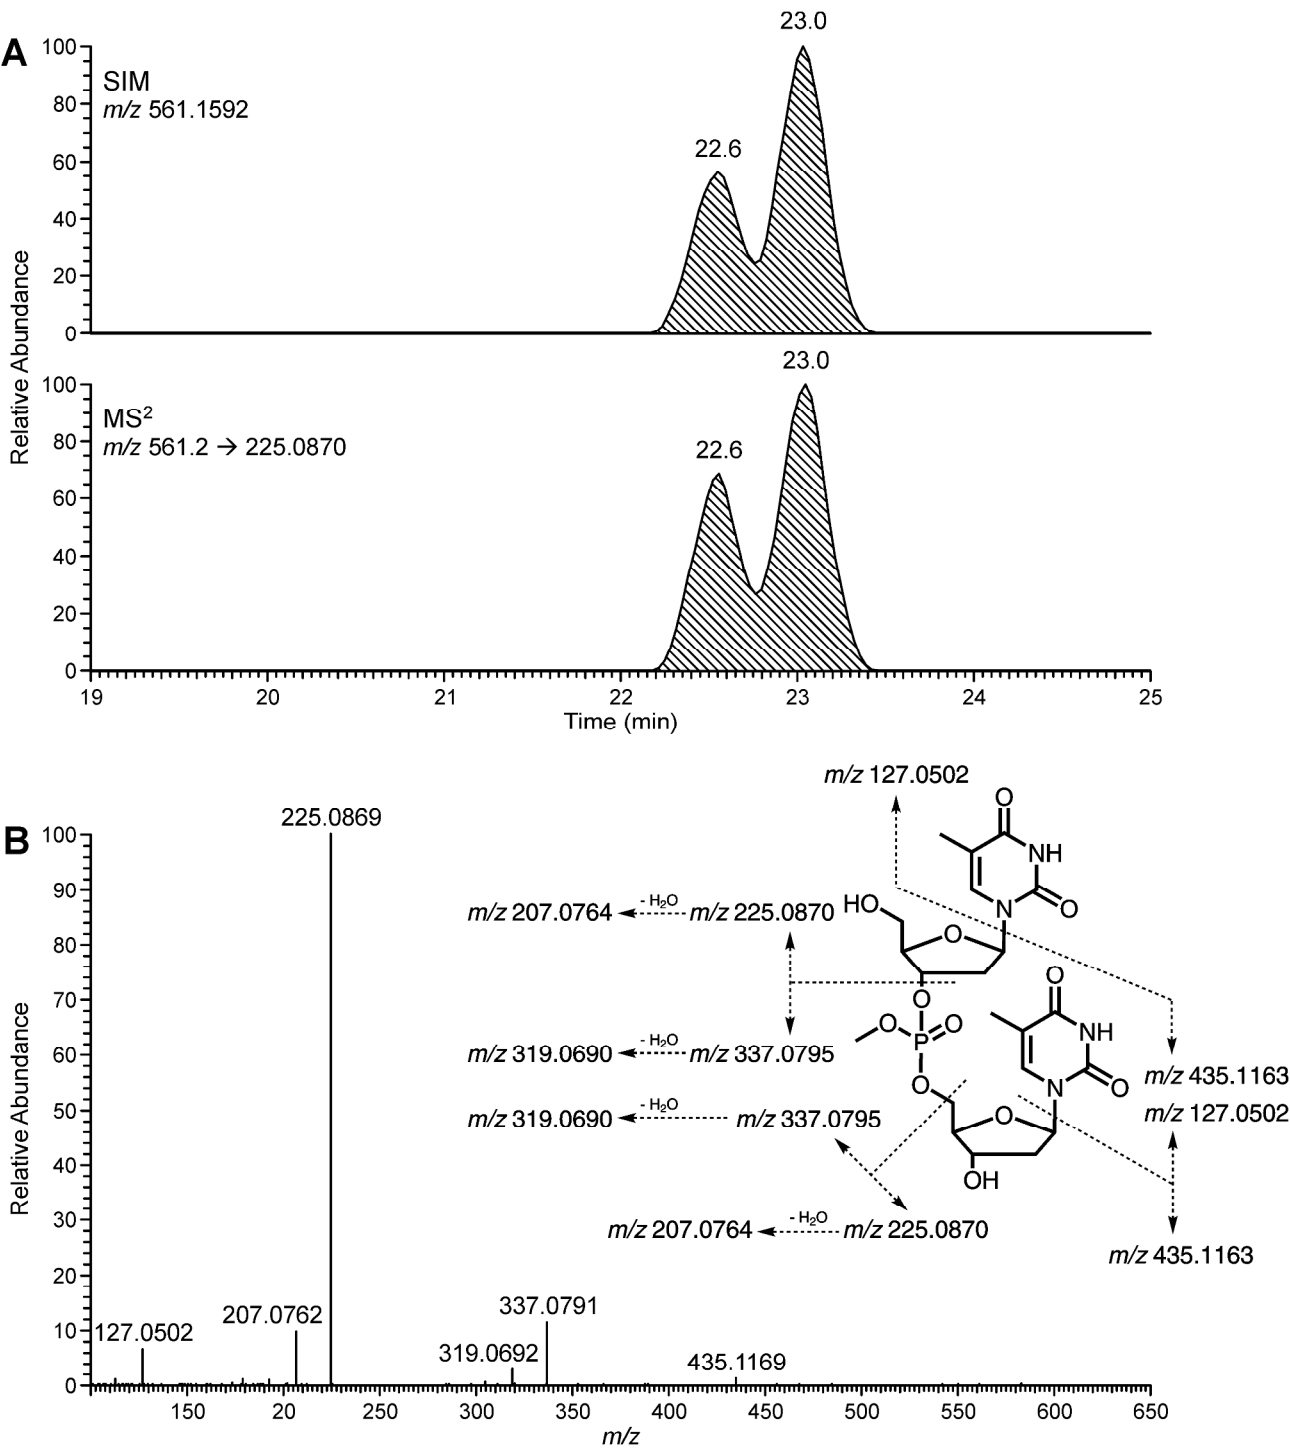 A
23.0
100
SIM
m/z 561.1592
80
22.6
60
40
20
0
Relative Abundance
23.0
100
MS2
m/z 561.2 → 225.0870
80
22.6
60
40
20
0
19 20 21 22 23 24 25
Time (min)
B
m/z 127.0502
225.0869
100
90
80
70
60
50
40
30
20
10
0
Relative Abundance
O
NH
N
O
HO
O
m/z 207.0764 - H2O m/z 225.0870
O
O
P
O
O
m/z 319.0690 - H2O m/z 337.0795
O
NH
N
O
m/z 435.1163
m/z 127.0502
m/z 319.0690 - H2O m/z 337.0795
O
OH
m/z 207.0764 - H2O m/z 225.0870
m/z 435.1163
127.0502
207.0762
337.0791
319.0692
435.1169
150 20 250 300 350 400 450 500 550 600 650
m/z